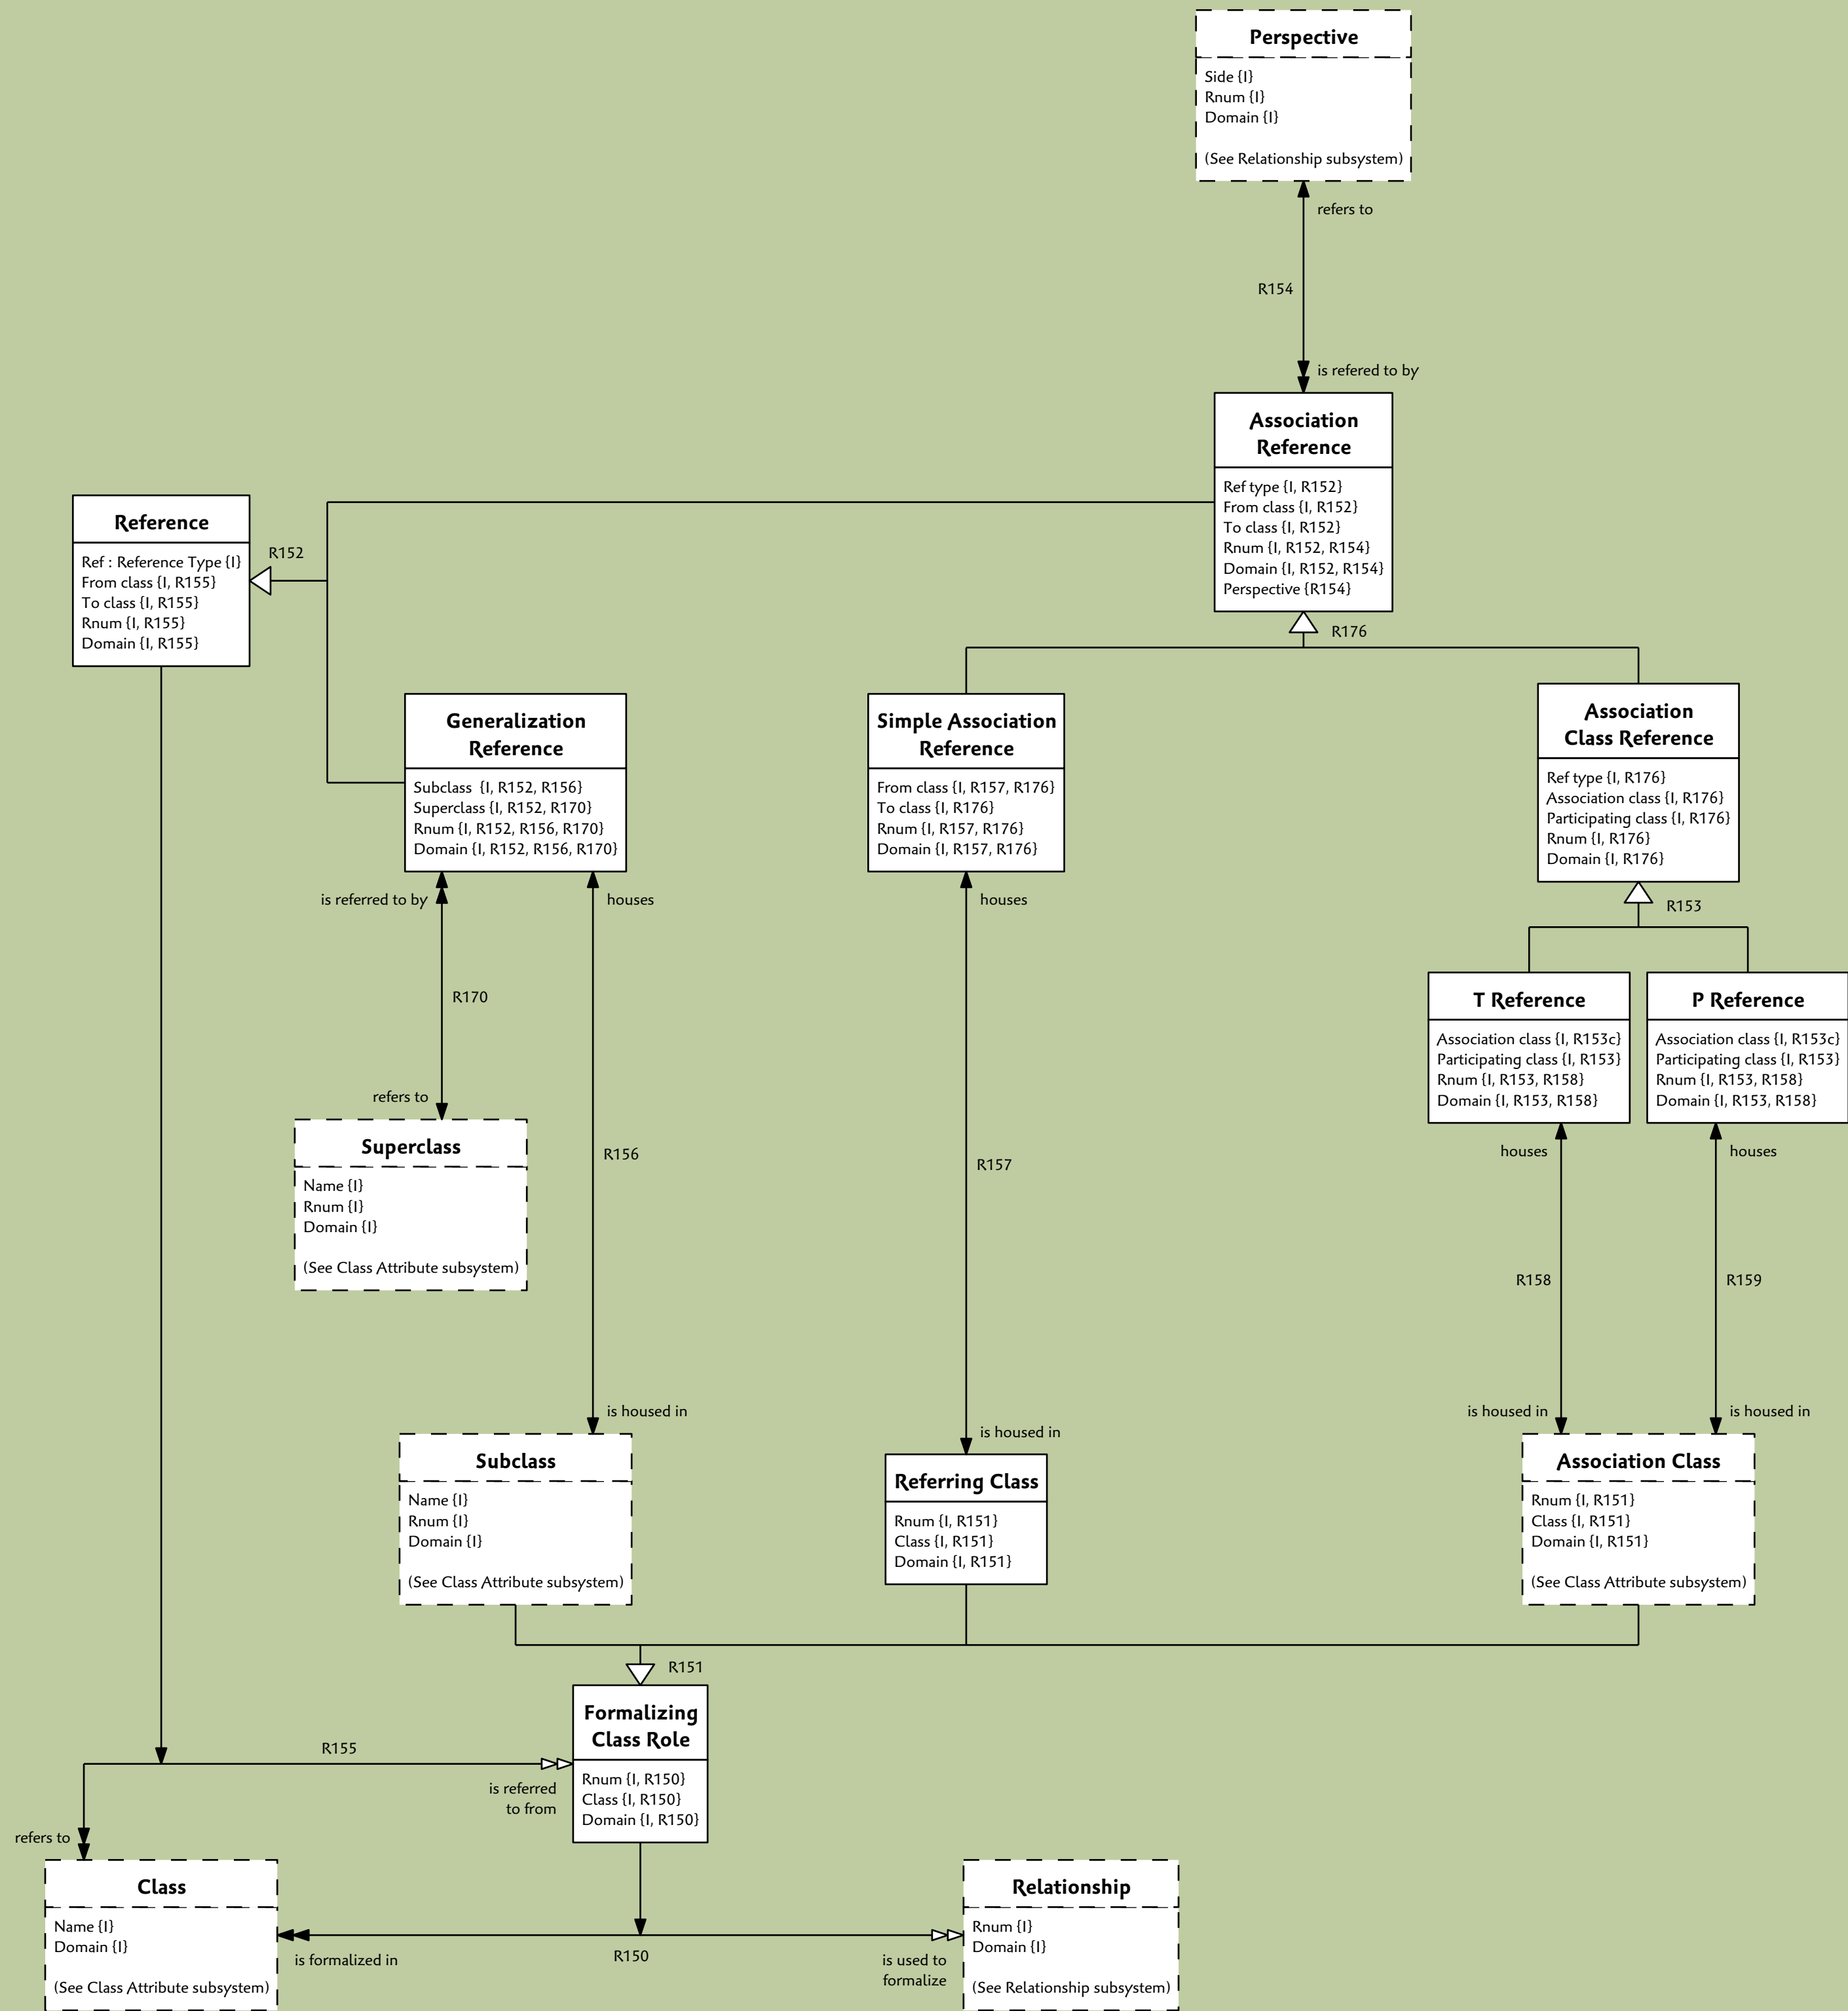 Perspective
Side {I}
Rnum {I}
Domain {I}
(See Relationship subsystem)
refers to
R154
is refered to by
Association
Reference
Ref type {I, R152}
From class {I, R152}
To class {I, R152}
Rnum {I, R152, R154}
Domain {I, R152, R154}
Perspective {R154}
Reference
Ref : Reference Type {I}
From class {I, R155}
To class {I, R155}
Rnum {I, R155}
Domain {I, R155}
R152
R176
Generalization
Reference
Subclass  {I, R152, R156}
Superclass {I, R152, R170}
Rnum {I, R152, R156, R170}
Domain {I, R152, R156, R170}
Simple Association
Reference
From class {I, R157, R176}
To class {I, R176}
Rnum {I, R157, R176}
Domain {I, R157, R176}
Association
Class Reference
Ref type {I, R176}
Association class {I, R176}
Participating class {I, R176}
Rnum {I, R176}
Domain {I, R176}
is referred to by
houses
houses
R153
R170
T Reference
Association class {I, R153c}
Participating class {I, R153}
Rnum {I, R153, R158}
Domain {I, R153, R158}
P Reference
Association class {I, R153c}
Participating class {I, R153}
Rnum {I, R153, R158}
Domain {I, R153, R158}
refers to
Superclass
Name {I}
Rnum {I}
Domain {I}
(See Class Attribute subsystem)
R156
R157
houses
houses
R158
R159
is housed in
is housed in
is housed in
is housed in
Subclass
Name {I}
Rnum {I}
Domain {I}
(See Class Attribute subsystem)
Referring Class
Rnum {I, R151}
Class {I, R151}
Domain {I, R151}
Association Class
Rnum {I, R151}
Class {I, R151}
Domain {I, R151}
(See Class Attribute subsystem)
R151
Formalizing
Class Role
Rnum {I, R150}
Class {I, R150}
Domain {I, R150}
R155
is referred
to from
refers to
Class
Name {I}
Domain {I}
(See Class Attribute subsystem)
is formalized in
R150
is used to
formalize
Relationship
Rnum {I}
Domain {I}
(See Relationship subsystem)